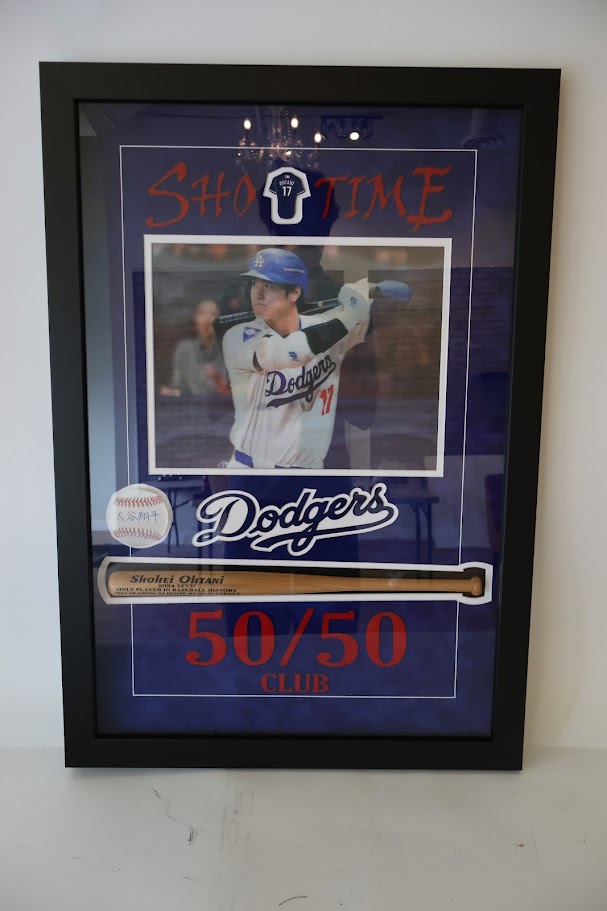 SHO TIME
OHTANI
17
LA
Dodgers
17
大谷翔平
Dodgers
Shohei Ohtani
2024 MVP
ONLY PLAYER IN BASEBALL HISTORY
50/50
CLUB